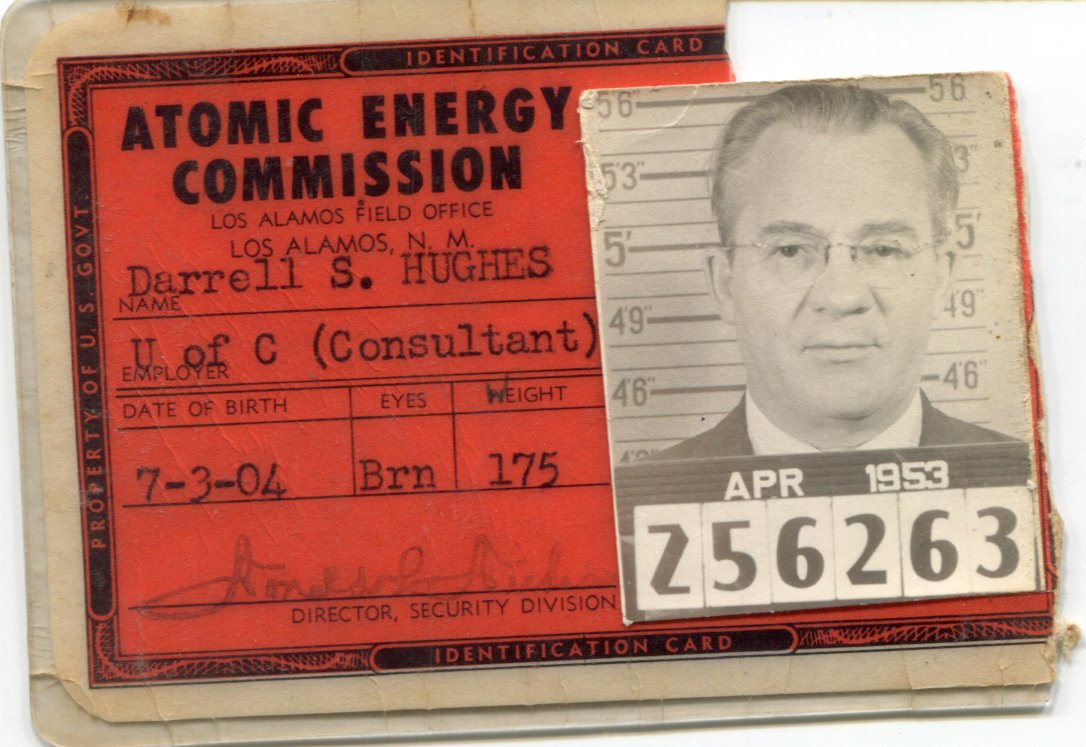 IDENTIFICATION CARD
ATOMIC ENERGY
COMMISSION
LOS ALAMOS FIELD OFFICE
LOS ALAMOS, N. M.
Darrell S. HUGHES
NAME
U of C (Consultant)
EMPLOYER
DATE OF BIRTH EYES WEIGHT
7-3-04 Brn 175
DIRECTOR, SECURITY DIVISION
IDENTIFICATION CARD
PROPERTY OF U. S. GOVT.
5'6" 5'6"
5'3" 3"
5' 5'
4'9" 4'9"
4'6" 4'6"
APR 1953
Z56263